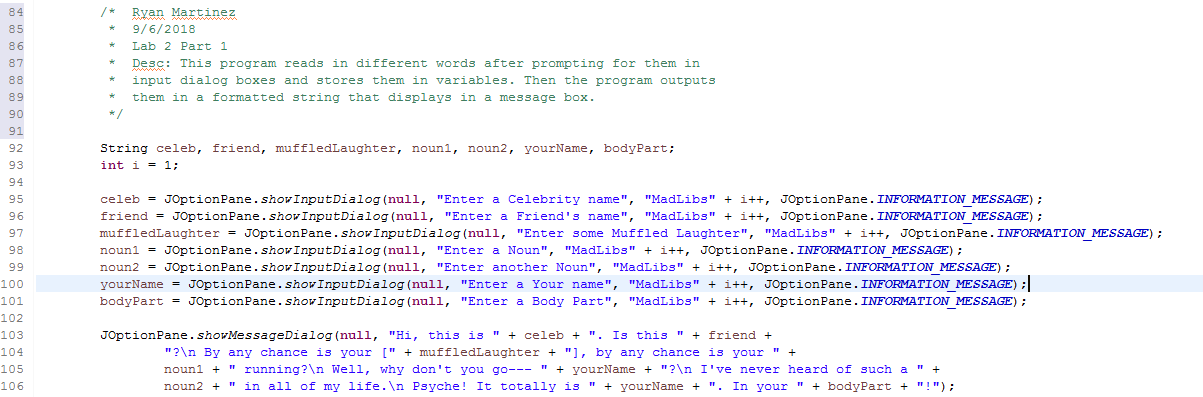 84 /* Ryan Martinez
85 * 9/6/2018
86 * Lab 2 Part 1
87 * Desc: This program reads in different words after prompting for them in
88 * input dialog boxes and stores them in variables. Then the program outputs
89 * them in a formatted string that displays in a message box.
90 */
91
92 String celeb, friend, muffledLaughter, noun1, noun2, yourName, bodyPart;
93 int i = 1;
94
95 celeb = JOptionPane.showInputDialog(null, "Enter a Celebrity name", "MadLibs" + i++, JOptionPane.INFORMATION_MESSAGE);
96 friend = JOptionPane.showInputDialog(null, "Enter a Friend's name", "MadLibs" + i++, JOptionPane.INFORMATION_MESSAGE);
97 muffledLaughter = JOptionPane.showInputDialog(null, "Enter some Muffled Laughter", "MadLibs" + i++, JOptionPane.INFORMATION_MESSAGE);
98 noun1 = JOptionPane.showInputDialog(null, "Enter a Noun", "MadLibs" + i++, JOptionPane.INFORMATION_MESSAGE);
99 noun2 = JOptionPane.showInputDialog(null, "Enter another Noun", "MadLibs" + i++, JOptionPane.INFORMATION_MESSAGE);
100 yourName = JOptionPane.showInputDialog(null, "Enter a Your name", "MadLibs" + i++, JOptionPane.INFORMATION_MESSAGE);
101 bodyPart = JOptionPane.showInputDialog(null, "Enter a Body Part", "MadLibs" + i++, JOptionPane.INFORMATION_MESSAGE);
102
103 JOptionPane.showMessageDialog(null, "Hi, this is " + celeb + ". Is this " + friend +
104 "?\n By any chance is your [" + muffledLaughter + "], by any chance is your " +
105 noun1 + " running?\n Well, why don't you go--- " + yourName + "?\n I've never heard of such a " +
106 noun2 + " in all of my life.\n Psyche! It totally is " + yourName + ". In your " + bodyPart + "!");